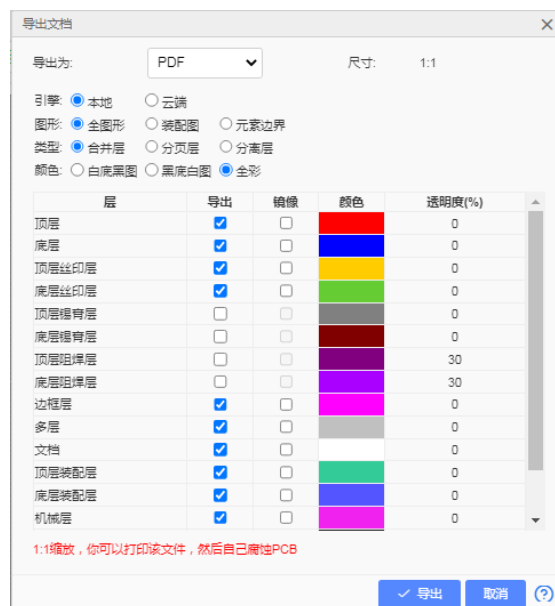 导出文档
导出为: PDF 尺寸: 1:1
引擎: 本地 云端
图形: 全图形 装配图 元素边界
类型: 合并层 分页层 分离层
颜色: 白底黑图 黑底白图 全彩
层 导出 镜像 颜色 透明度(%)
顶层 0
底层 0
顶层丝印层 0
底层丝印层 0
顶层锡膏层 0
底层锡膏层 0
顶层阻焊层 30
底层阻焊层 30
边框层 0
多层 0
文档 0
顶层装配层 0
底层装配层 0
机械层 0
1:1缩放，你可以打印该文件，然后自己腐蚀PCB
导出 取消 ?